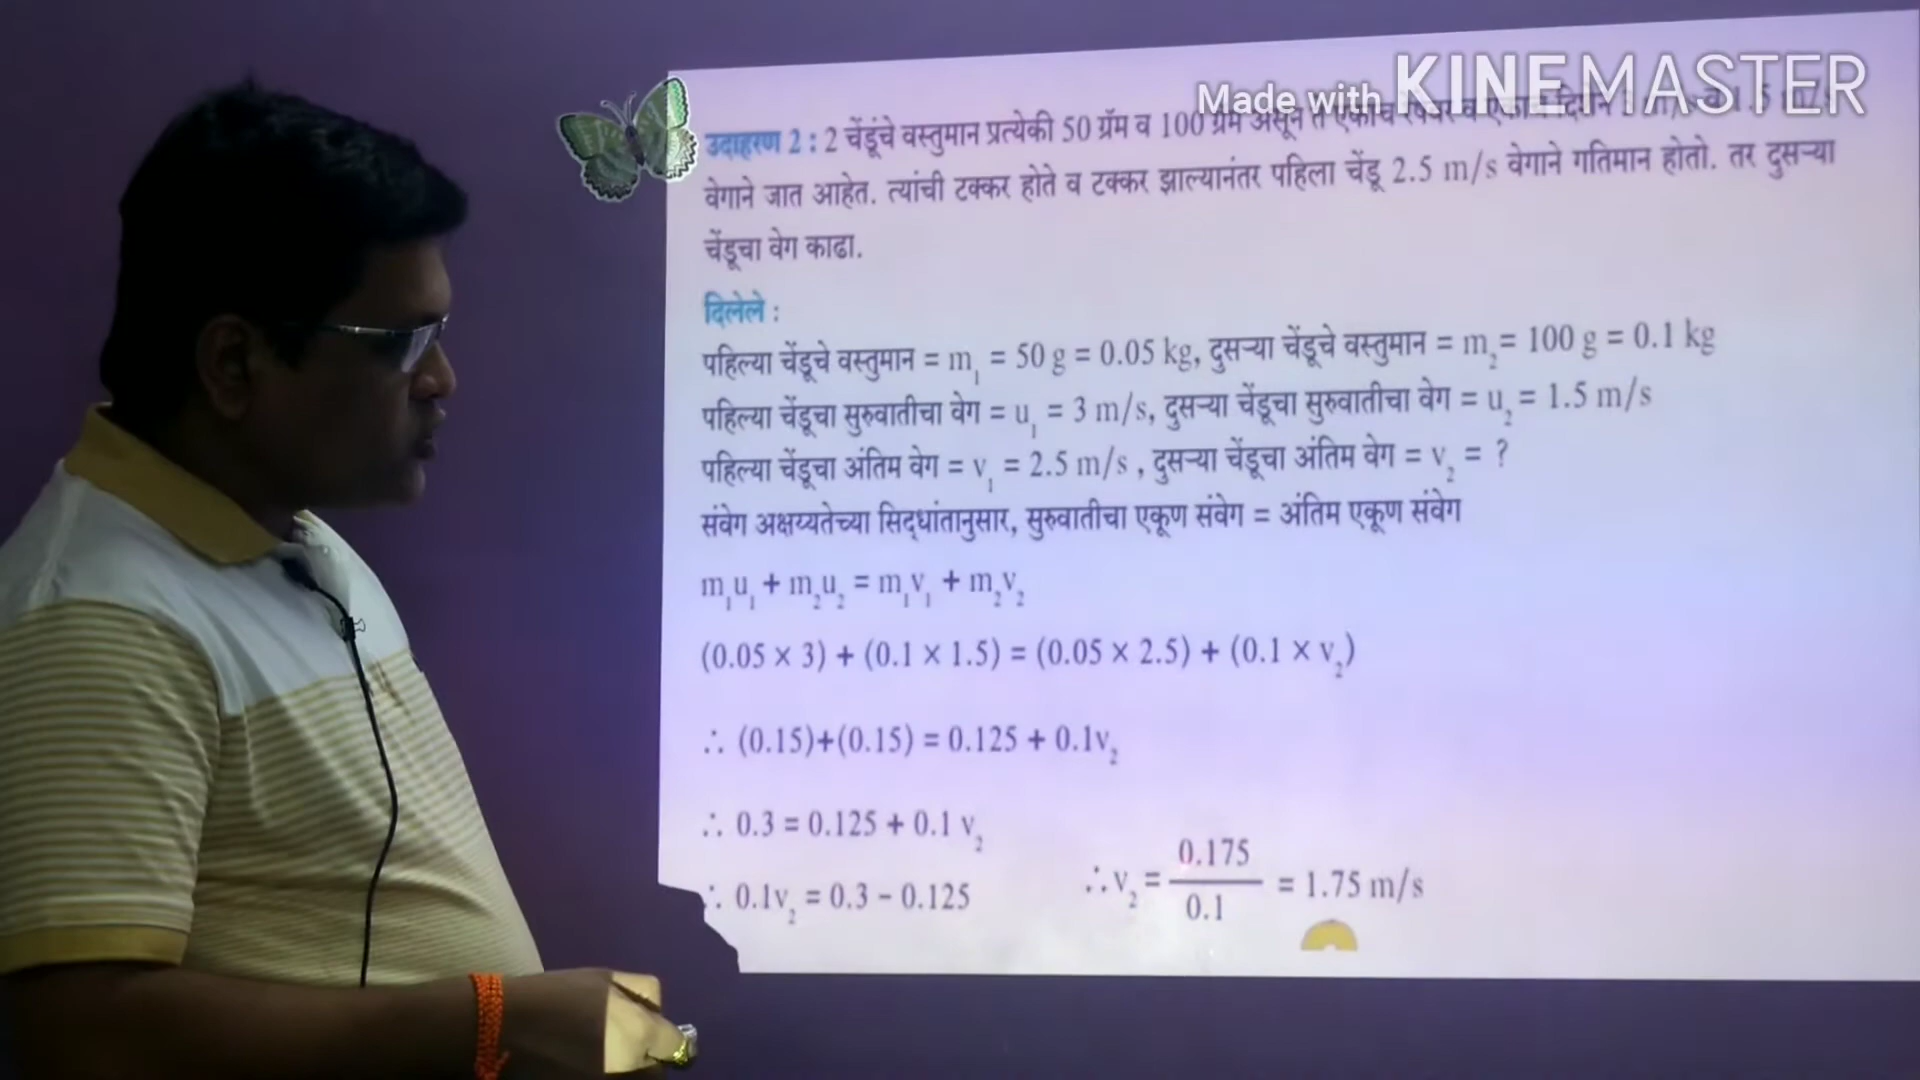 Made with KINEMASTER
उदाहरण 2 : 2 चेंडूंचे वस्तुमान प्रत्येकी 50 ग्रॅम व 100 ग्रॅम असून ते एकाच रेषेवर व एकाच दिशेने
वेगाने जात आहेत. त्यांची टक्कर होते व टक्कर झाल्यानंतर पहिला चेंडू 2.5 m/s वेगाने गतिमान होतो. तर दुसऱ्या
चेंडूचा वेग काढा.
दिलेले :
पहिल्या चेंडूचे वस्तुमान = m₁ = 50 g = 0.05 kg, दुसऱ्या चेंडूचे वस्तुमान = m₂ = 100 g = 0.1 kg
पहिल्या चेंडूचा सुरुवातीचा वेग = u₁ = 3 m/s, दुसऱ्या चेंडूचा सुरुवातीचा वेग = u₂ = 1.5 m/s
पहिल्या चेंडूचा अंतिम वेग = v₁ = 2.5 m/s , दुसऱ्या चेंडूचा अंतिम वेग = v₂ = ?
संवेग अक्षय्यतेच्या सिद्धांतानुसार, सुरुवातीचा एकूण संवेग = अंतिम एकूण संवेग
m₁u₁ + m₂u₂ = m₁v₁ + m₂v₂
(0.05 × 3) + (0.1 × 1.5) = (0.05 × 2.5) + (0.1 × v₂)
∴ (0.15)+(0.15) = 0.125 + 0.1v₂
∴ 0.3 = 0.125 + 0.1 v₂
∴ 0.1v₂ = 0.3 - 0.125
∴v₂ = 0.175 / 0.1 = 1.75 m/s